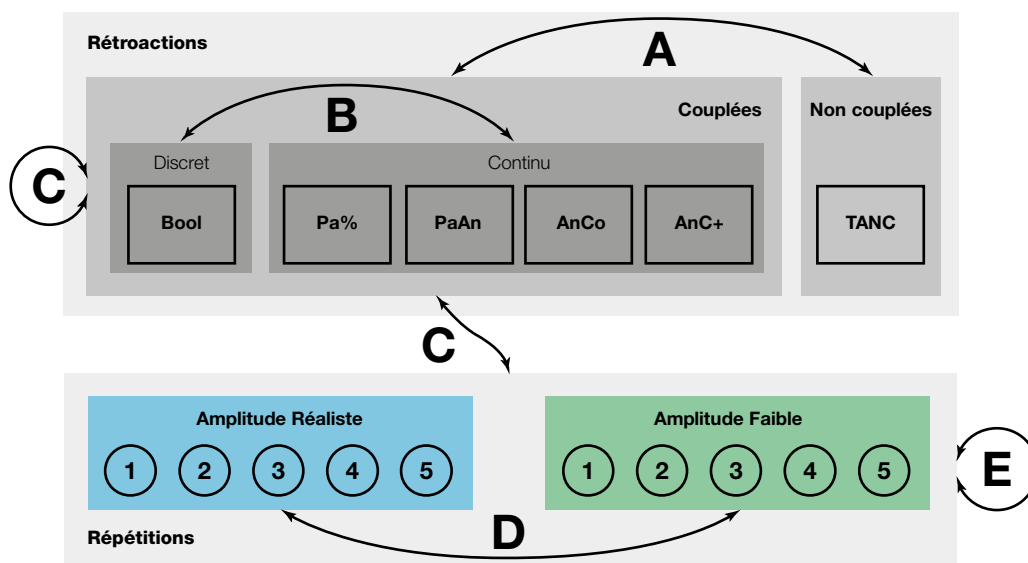 Rétroactions
A
B
Couplées
Non couplées
C
Discret
Continu
Bool
Pa%
PaAn
AnCo
AnC+
TANC
C
Amplitude Réaliste
Amplitude Faible
1 2 3 4 5
1 2 3 4 5
E
D
Répétitions